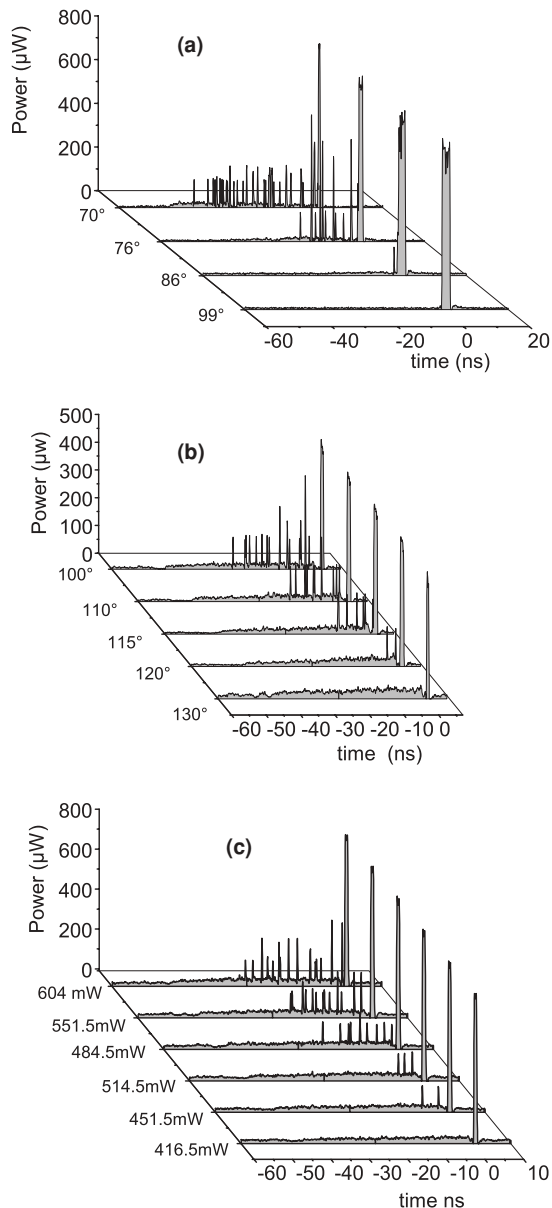 (a)
Power (µW)
800
600
400
200
0
70°
76°
86°
99°
-60 -40 -20 0 20
time (ns)
(b)
Power (µw)
500
400
300
200
100
0
100°
110°
115°
120°
130°
-60 -50 -40 -30 -20 -10 0
time (ns)
(c)
Power (µW)
800
600
400
200
0
604 mW
551.5mW
484.5mW
514.5mW
451.5mW
416.5mW
-60 -50 -40 -30 -20 -10 0 10
time ns